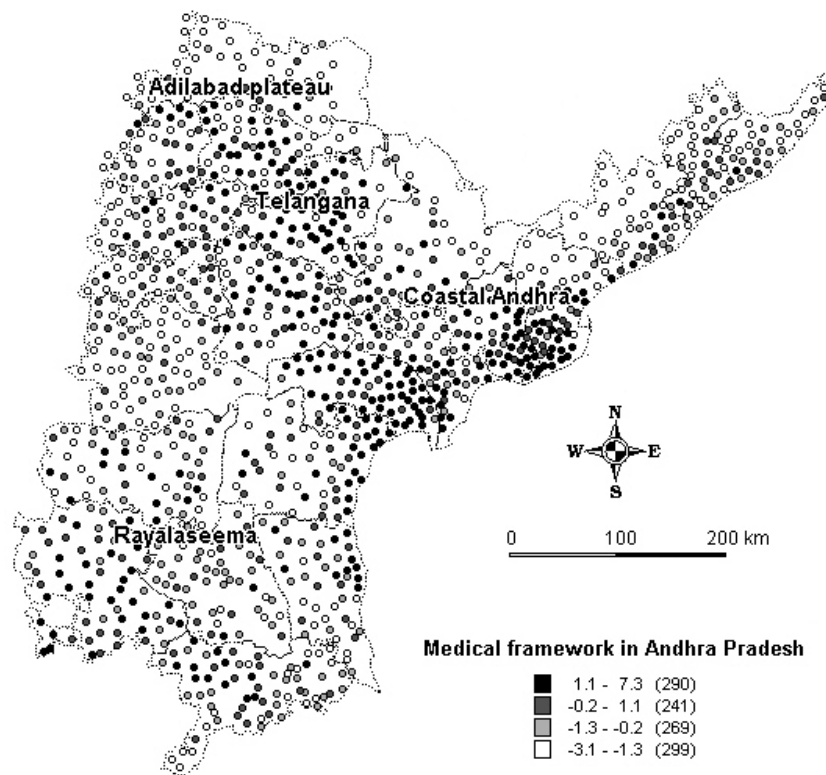 Adilabad plateau
Telangana
Coastal Andhra
N
W E
S
0 100 200 km
Rayalaseema
Medical framework in Andhra Pradesh
1.1 - 7.3 (290)
-0.2 - 1.1 (241)
-1.3 - -0.2 (269)
-3.1 - -1.3 (299)